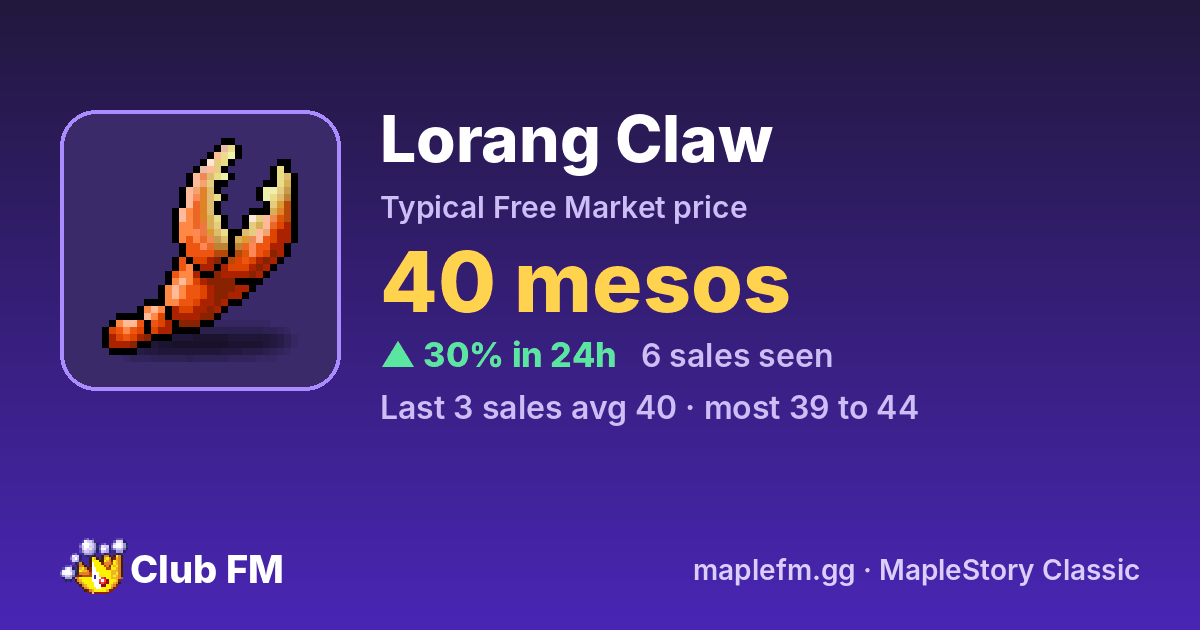 Lorang Claw
Typical Free Market price
40 mesos
▲ 30% in 24h 6 sales seen
Last 3 sales avg 40 · most 39 to 44
Club FM
maplefm.gg · MapleStory Classic